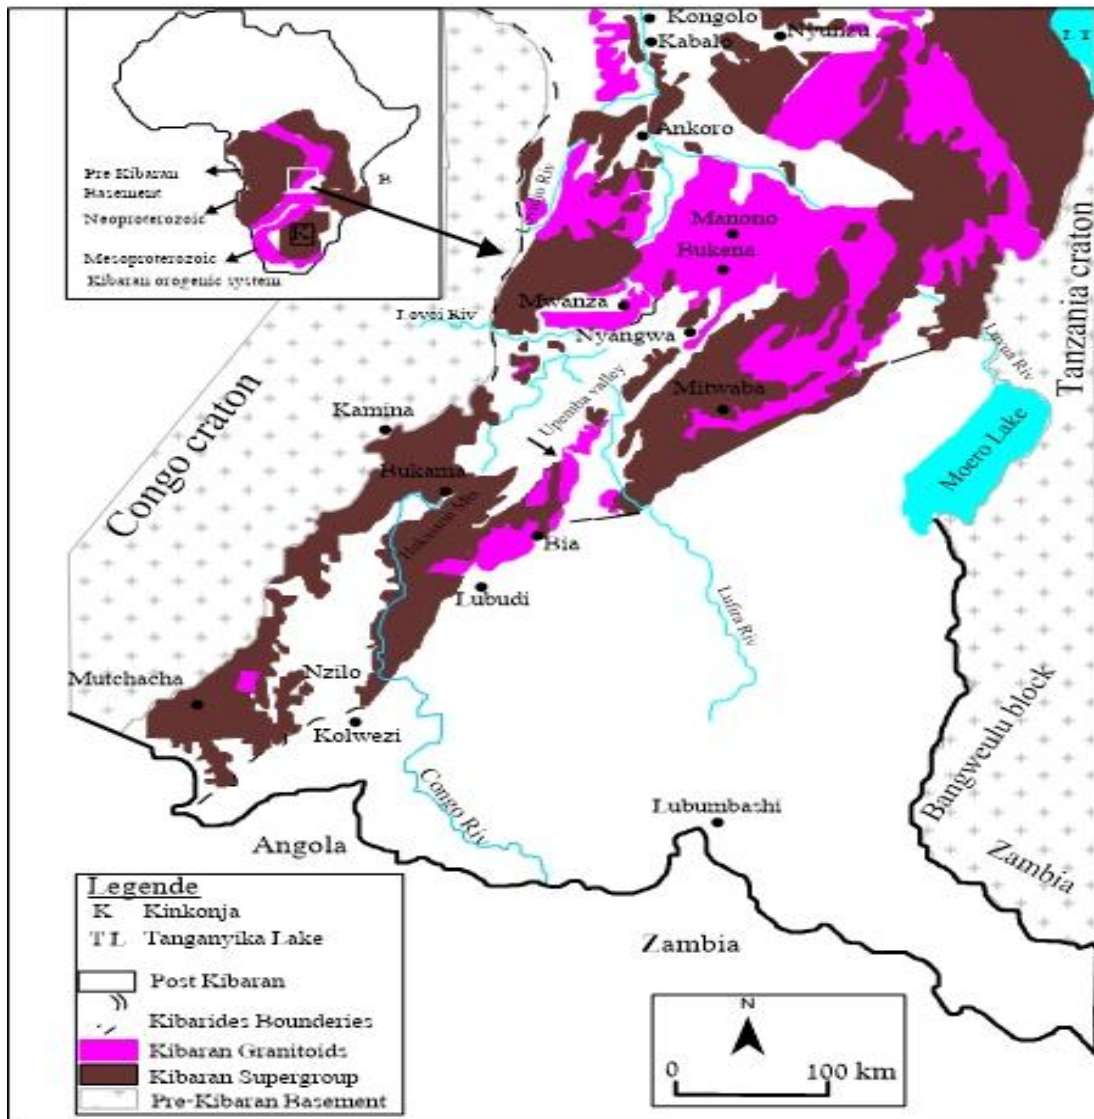 Kongolo
Nyunzu
Kabalo
Ankoro
Pre Kibaran
Basement
B
Neoproterozoic
K
Mesoproterozoic
Kibaran orogenic system
Manono
Bukena
Mwanza
Lovoi Riv
Nyangwa
Luvua Riv
Tanzania craton
Mitwaba
Upemba valley
Kamina
Congo craton
Moero Lake
Bukama
Bia
Lubudi
Lufira Riv
Mutchacha
Nzilo
Kolwezi
Bangweulu block
Congo Riv
Lubumbashi
Angola
Zambia
Zambia
Legende
K Kinkonja
T L Tanganyika Lake
Post Kibaran
Kibarides Bounderies
Kibaran Granitoids
Kibaran Supergroup
Pre-Kibaran Basement
N
0 100 km